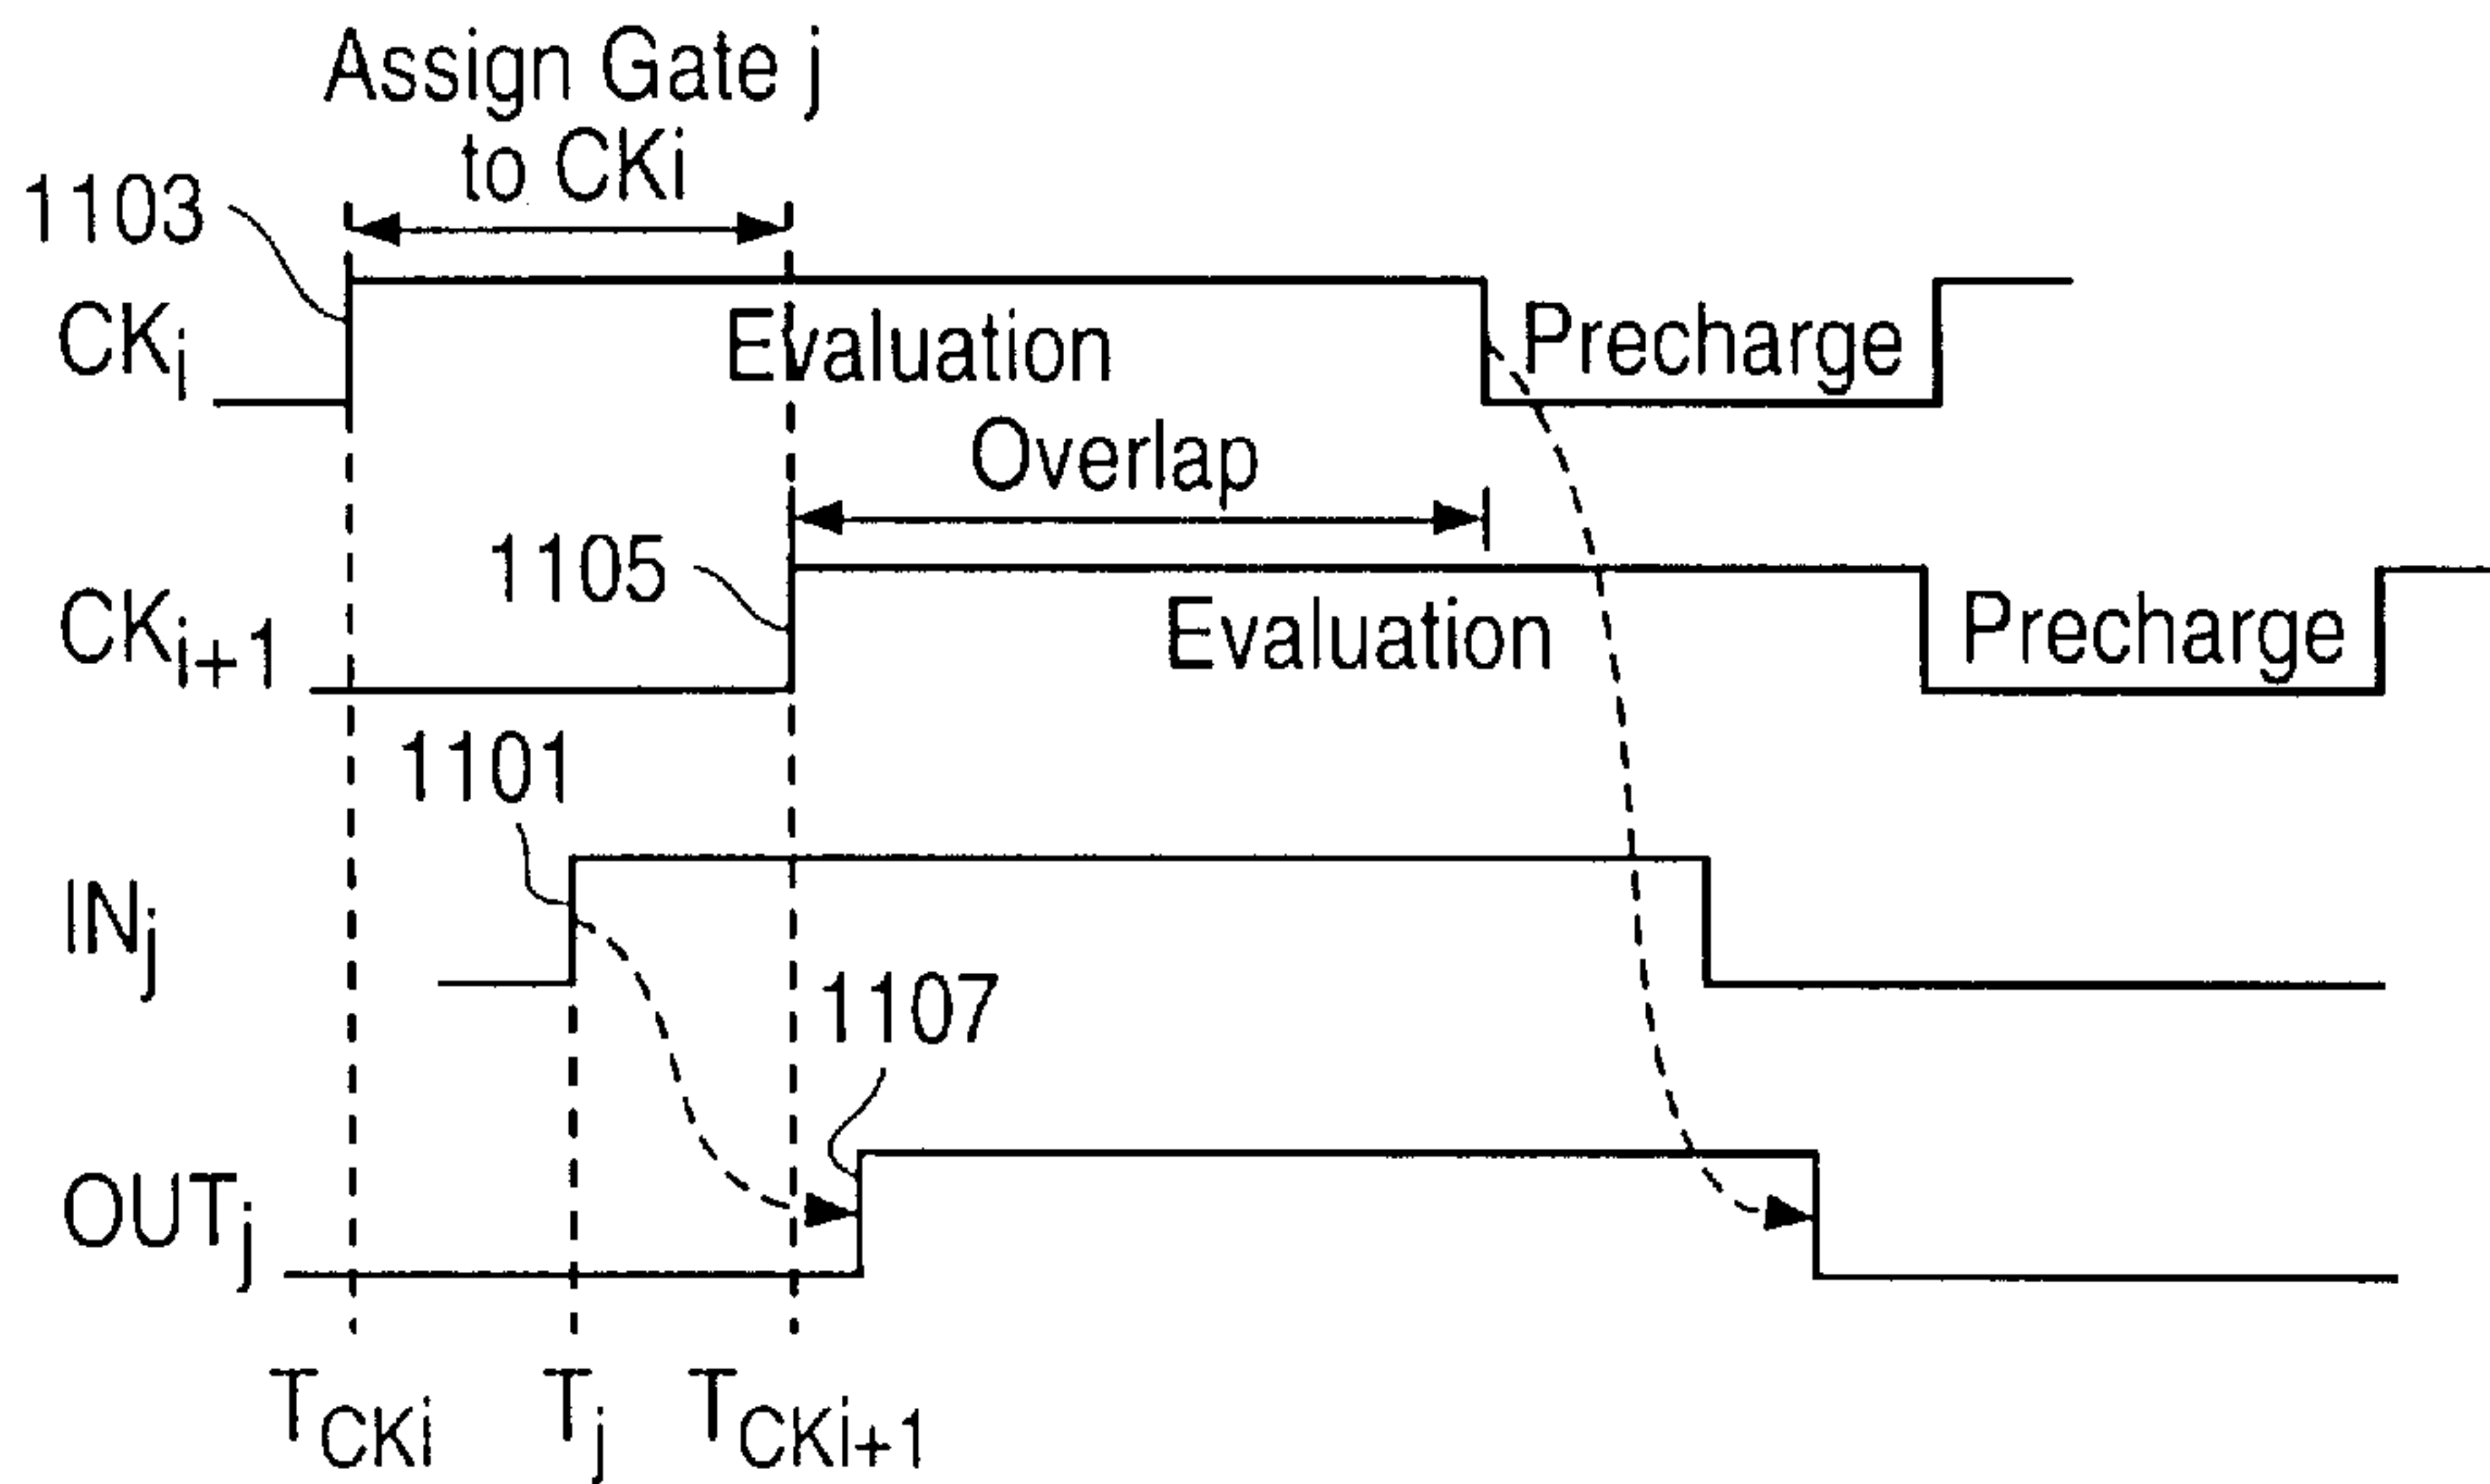 Assign Gate j
to CKi
1103
CKi
Evaluation
Precharge
Overlap
1105
CKi+1
Evaluation
Precharge
1101
INj
1107
OUTj
TCKi
Tj
TCKi+1